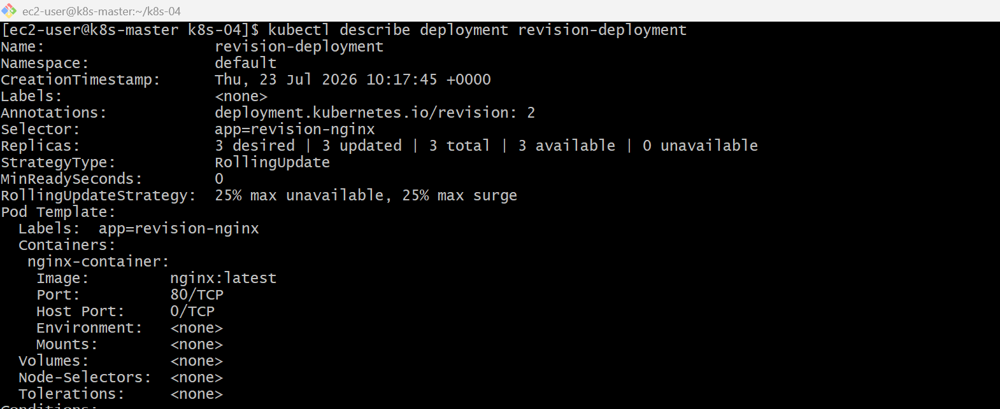 ec2-user@k8s-master:~/k8s-04
[ec2-user@k8s-master k8s-04]$ kubectl describe deployment revision-deployment
Name:                   revision-deployment
Namespace:              default
CreationTimestamp:      Thu, 23 Jul 2026 10:17:45 +0000
Labels:                 <none>
Annotations:            deployment.kubernetes.io/revision: 2
Selector:               app=revision-nginx
Replicas:               3 desired | 3 updated | 3 total | 3 available | 0 unavailable
StrategyType:           RollingUpdate
MinReadySeconds:        0
RollingUpdateStrategy:  25% max unavailable, 25% max surge
Pod Template:
  Labels:  app=revision-nginx
  Containers:
   nginx-container:
    Image:         nginx:latest
    Port:          80/TCP
    Host Port:     0/TCP
    Environment:   <none>
    Mounts:        <none>
  Volumes:         <none>
  Node-Selectors:  <none>
  Tolerations:     <none>
Conditions: